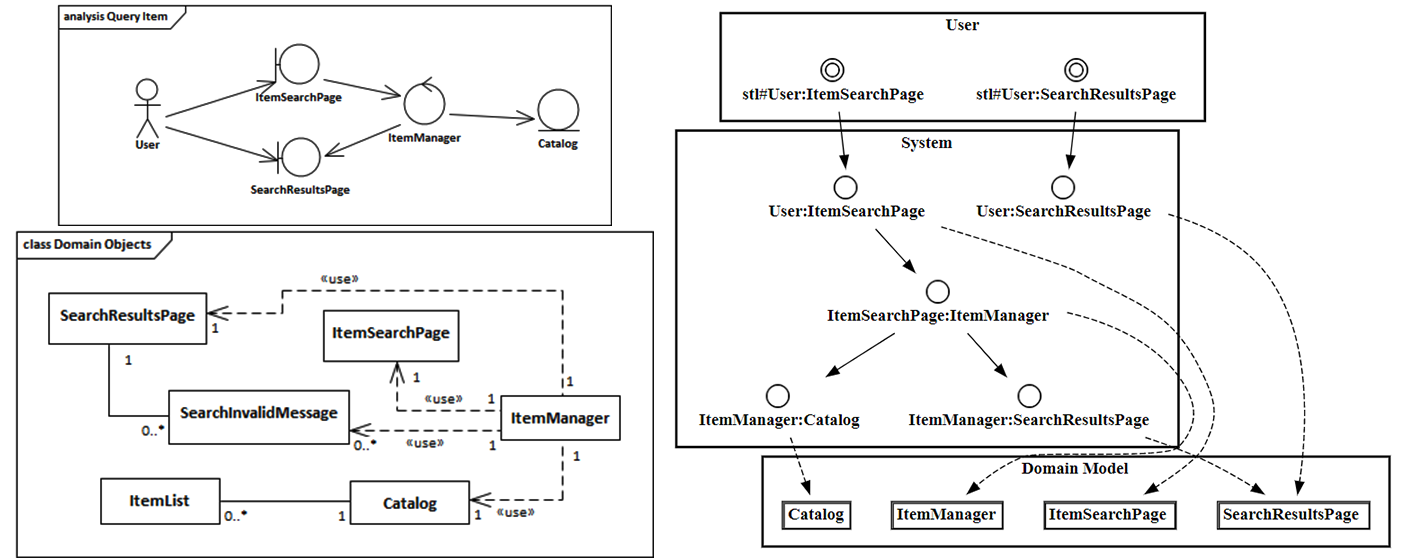 analysis Query Item
ItemSearchPage
ItemManager
User
Catalog
SearchResultsPage
class Domain Objects
«use»
SearchResultsPage
1
ItemSearchPage
1
1
1
«use»
1
SearchInvalidMessage
ItemManager
0..*
0..*
«use»
1
1
ItemList
Catalog
0..*
1
1
«use»
User
stl#User:ItemSearchPage
stl#User:SearchResultsPage
System
User:ItemSearchPage
User:SearchResultsPage
ItemSearchPage:ItemManager
ItemManager:Catalog
ItemManager:SearchResultsPage
Domain Model
Catalog
ItemManager
ItemSearchPage
SearchResultsPage